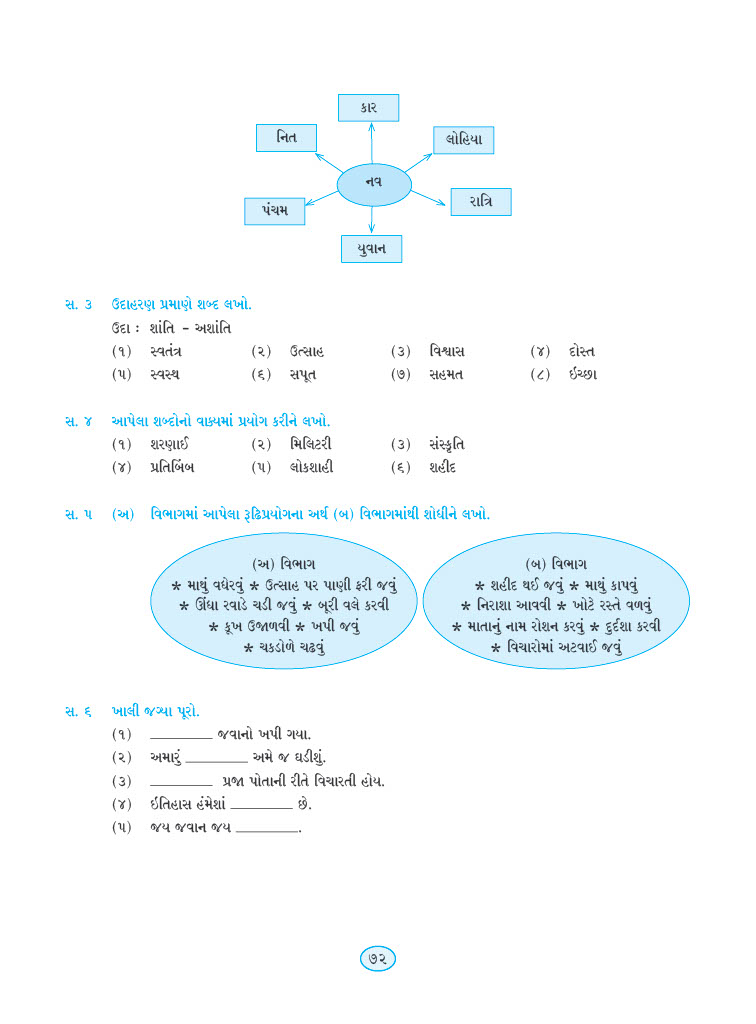 કાર
નિત
લોહિયા
નવ
પંચમ
રાત્રિ
યુવાન
સ. ૩ ઉદાહરણ પ્રમાણે શબ્દ લખો.
ઉદા : શાંતિ – અશાંતિ
(૧) સ્વતંત્ર (૨) ઉત્સાહ (૩) વિશ્વાસ (૪) દોસ્ત
(૫) સ્વસ્થ (૬) સપૂત (૭) સહમત (૮) ઇચ્છા
સ. ૪ આપેલા શબ્દોનો વાક્યમાં પ્રયોગ કરીને લખો.
(૧) શરણાઈ (૨) મિલિટરી (૩) સંસ્કૃતિ
(૪) પ્રતિબિંબ (૫) લોકશાહી (૬) શહીદ
સ. ૫ (અ) વિભાગમાં આપેલા રૂઢિપ્રયોગના અર્થ (બ) વિભાગમાંથી શોધીને લખો.
(અ) વિભાગ
* માથું વધેરવું * ઉત્સાહ પર પાણી ફરી જવું
* ઊંધા રવાડે ચડી જવું * બૂરી વલે કરવી
* કૂખ ઉજાળવી * ખપી જવું
* ચકડોળે ચઢવું
(બ) વિભાગ
* શહીદ થઈ જવું * માથું કાપવું
* નિરાશા આવવી * ખોટે રસ્તે વળવું
* માતાનું નામ રોશન કરવું * દુર્દશા કરવી
* વિચારોમાં અટવાઈ જવું
સ. ૬ ખાલી જગ્યા પૂરો.
(૧) ________ જવાનો ખપી ગયા.
(૨) અમારું ________ અમે જ ઘડીશું.
(૩) ________ પ્રજા પોતાની રીતે વિચારતી હોય.
(૪) ઇતિહાસ હંમેશાં ________ છે.
(૫) જય જવાન જય ________.
૭૨